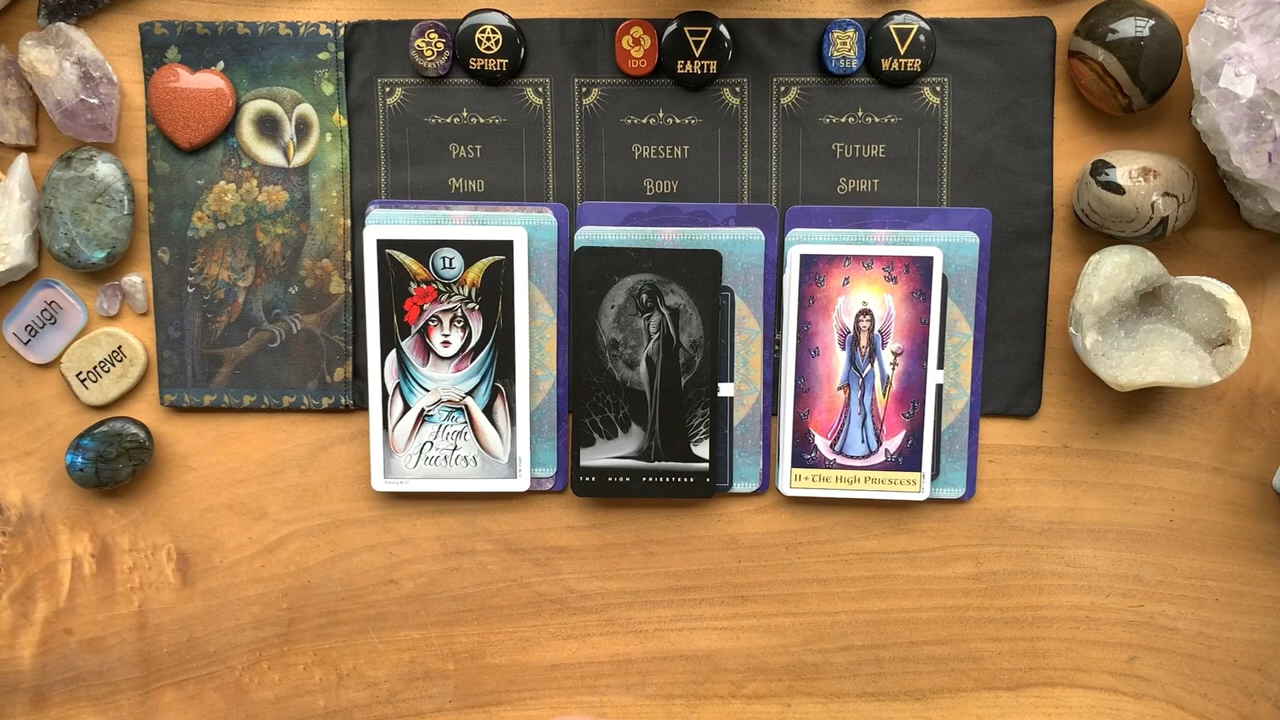 UNDERSTAND
SPIRIT
I DO
EARTH
I SEE
WATER
PAST
MIND
PRESENT
BODY
FUTURE
SPIRIT
Laugh
Forever
II
The
High
Priestess
THE HIGH PRIESTESS
II THE HIGH PRIESTESS